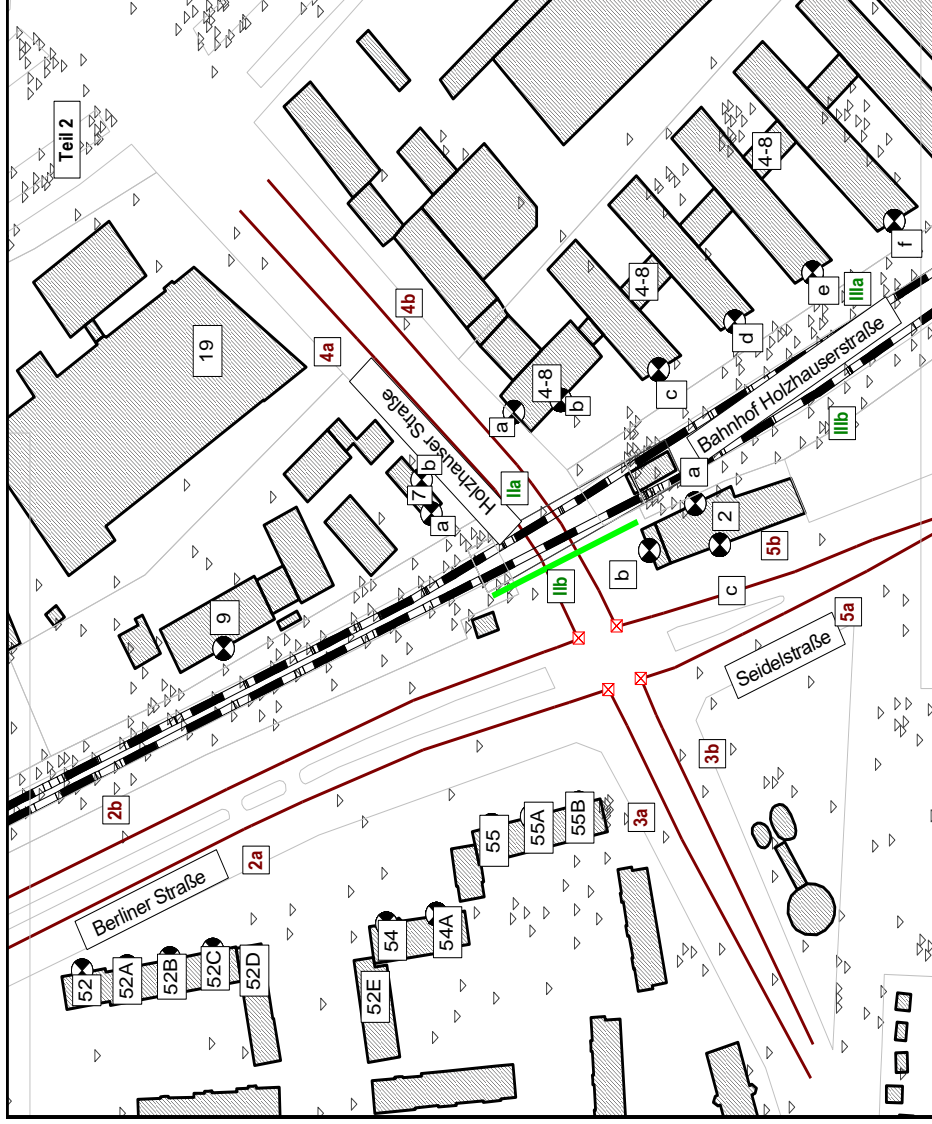 Teil 2
19
4a
4b
Holzhauser Straße
4-8
4-8
4-8
f
e
IIIa
d
c
a
b
Bahnhof Holzhauserstraße
IIIb
b
7
a
IIa
a
2
5b
b
c
IIb
9
5a
Seidelstraße
3b
2b
2a
Berliner Straße
55
55A
55B
3a
54
54A
52
52A
52B
52C
52D
52E